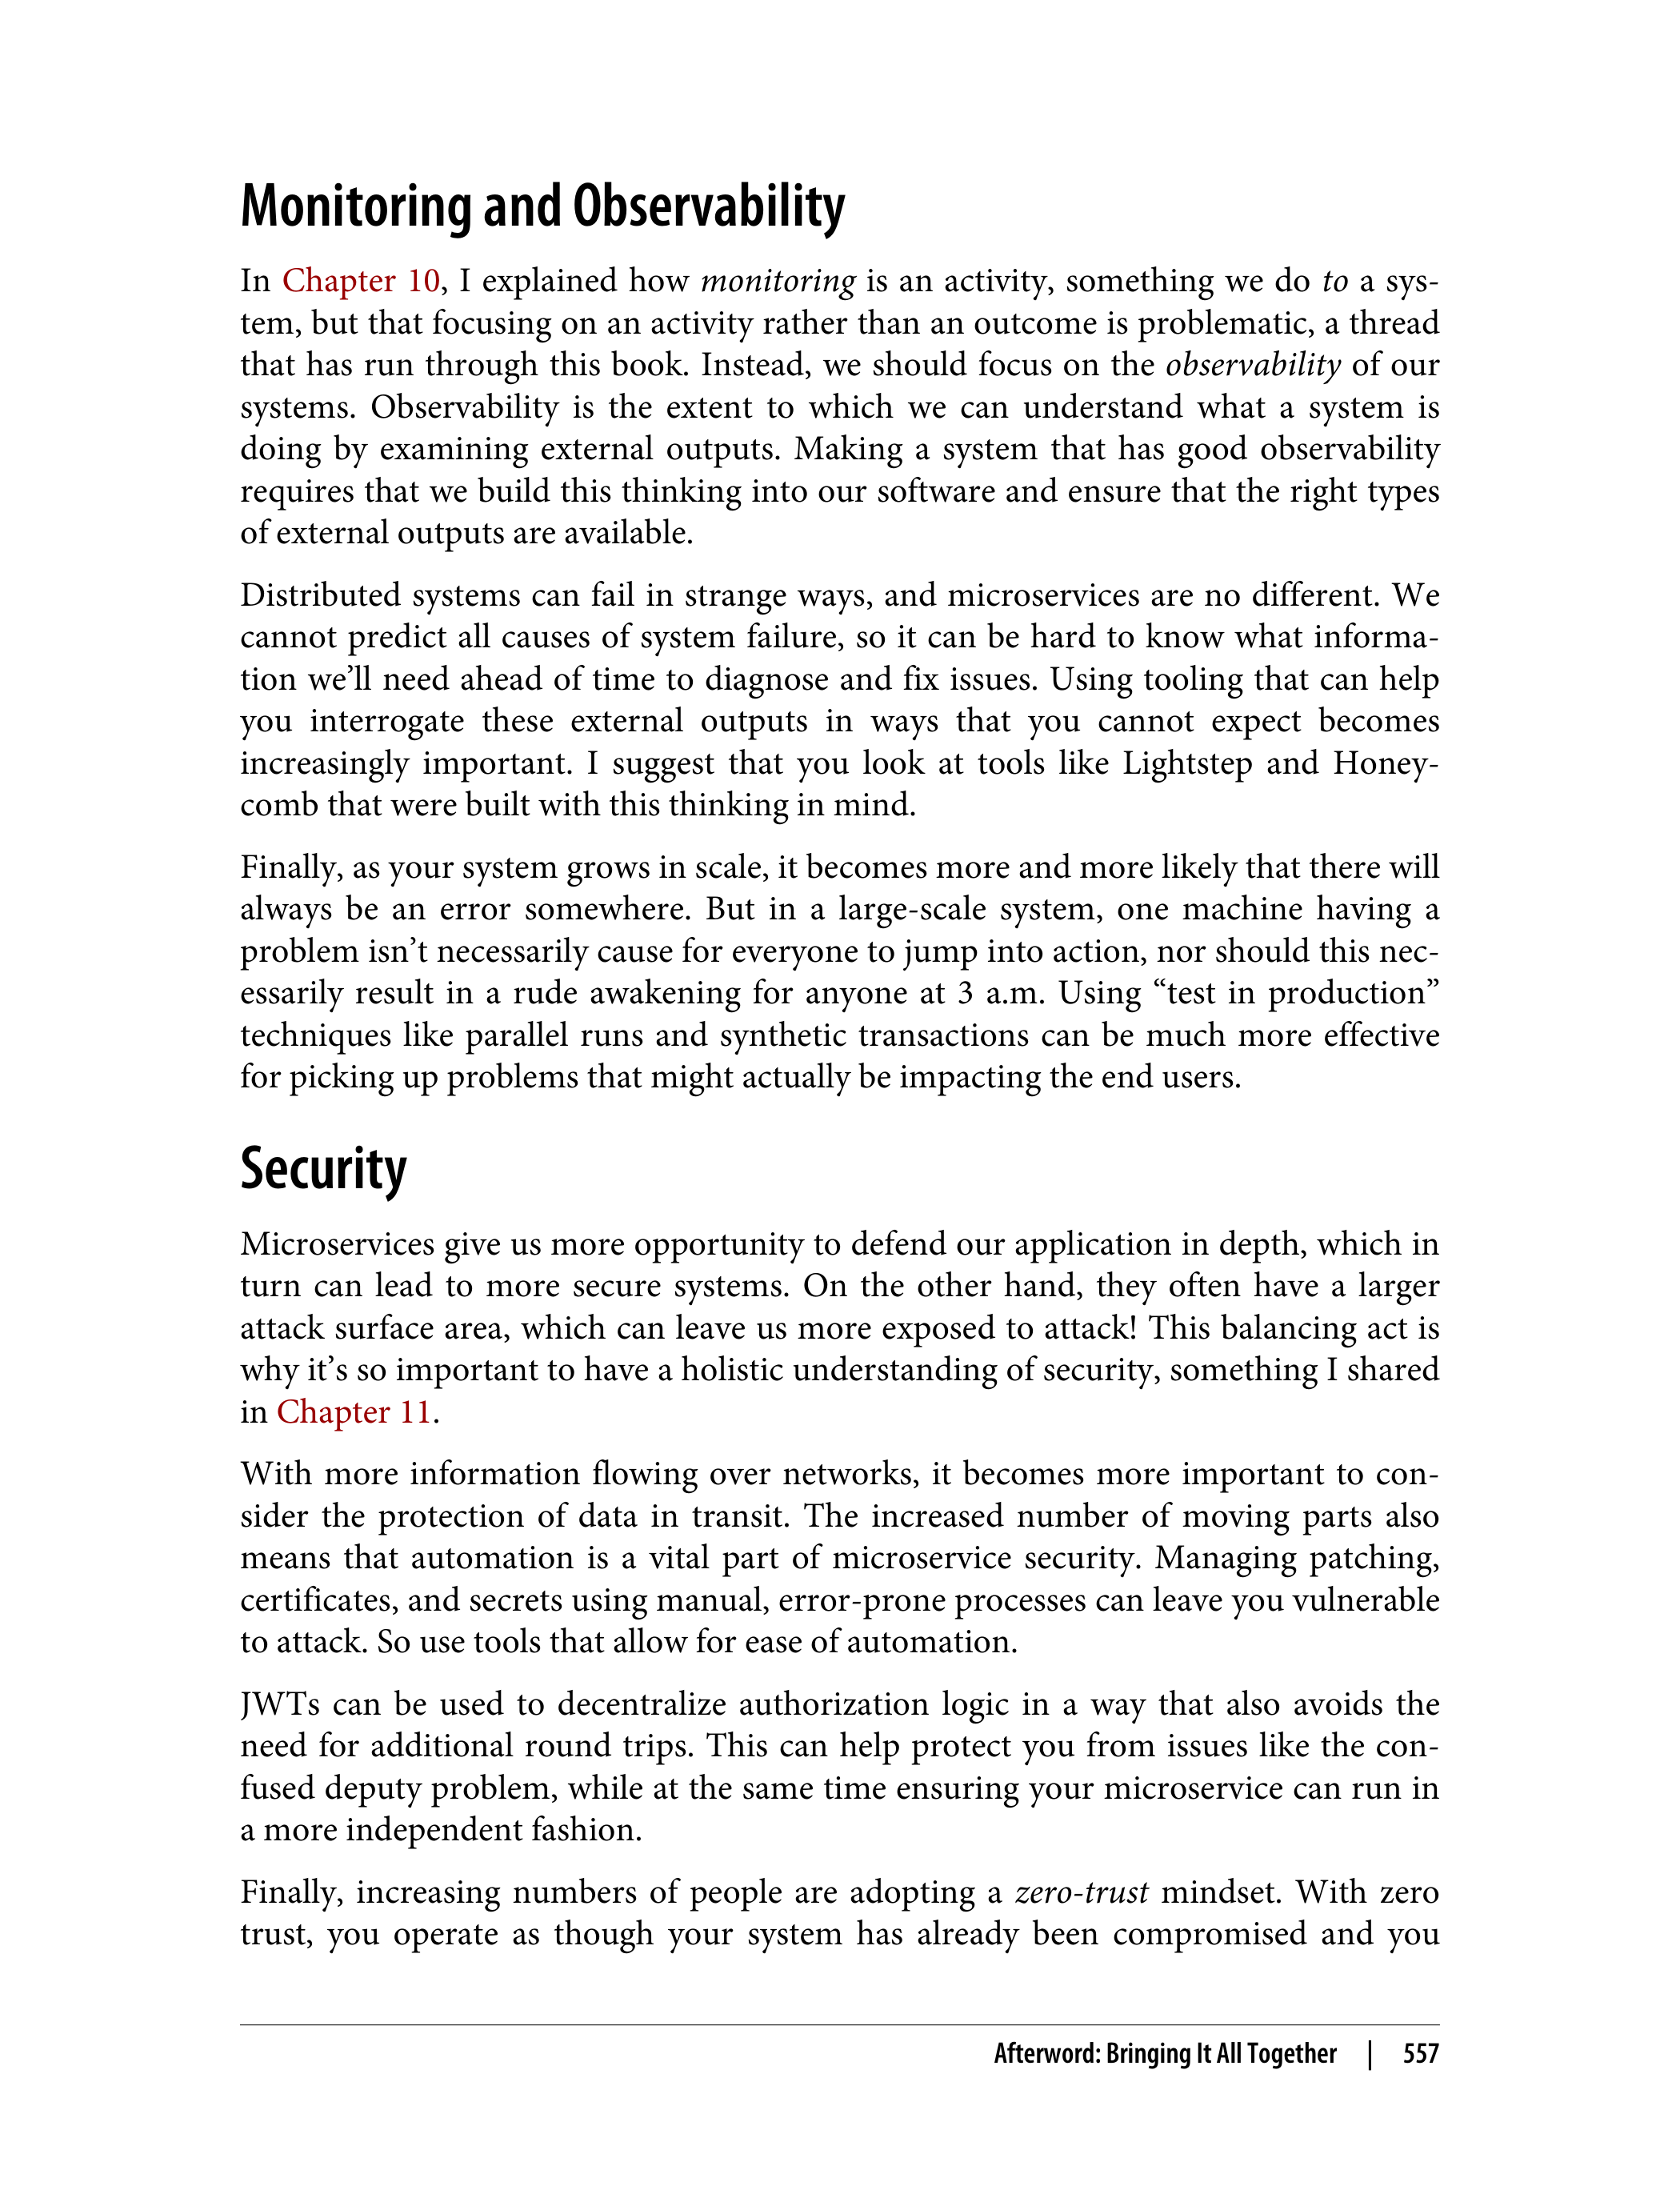 Monitoring and Observability
In Chapter 10, I explained how monitoring is an activity, something we do to a sys-
tem, but that focusing on an activity rather than an outcome is problematic, a thread
that has run through this book. Instead, we should focus on the observability of our
systems. Observability is the extent to which we can understand what a system is
doing by examining external outputs. Making a system that has good observability
requires that we build this thinking into our software and ensure that the right types
of external outputs are available.
Distributed systems can fail in strange ways, and microservices are no different. We
cannot predict all causes of system failure, so it can be hard to know what informa-
tion we’ll need ahead of time to diagnose and fix issues. Using tooling that can help
you interrogate these external outputs in ways that you cannot expect becomes
increasingly important. I suggest that you look at tools like Lightstep and Honey-
comb that were built with this thinking in mind.
Finally, as your system grows in scale, it becomes more and more likely that there will
always be an error somewhere. But in a large-scale system, one machine having a
problem isn’t necessarily cause for everyone to jump into action, nor should this nec-
essarily result in a rude awakening for anyone at 3 a.m. Using “test in production”
techniques like parallel runs and synthetic transactions can be much more effective
for picking up problems that might actually be impacting the end users.
Security
Microservices give us more opportunity to defend our application in depth, which in
turn can lead to more secure systems. On the other hand, they often have a larger
attack surface area, which can leave us more exposed to attack! This balancing act is
why it’s so important to have a holistic understanding of security, something I shared
in Chapter 11.
With more information flowing over networks, it becomes more important to con-
sider the protection of data in transit. The increased number of moving parts also
means that automation is a vital part of microservice security. Managing patching,
certificates, and secrets using manual, error-prone processes can leave you vulnerable
to attack. So use tools that allow for ease of automation.
JWTs can be used to decentralize authorization logic in a way that also avoids the
need for additional round trips. This can help protect you from issues like the con-
fused deputy problem, while at the same time ensuring your microservice can run in
a more independent fashion.
Finally, increasing numbers of people are adopting a zero-trust mindset. With zero
trust, you operate as though your system has already been compromised and you
Afterword: Bringing It All Together | 557